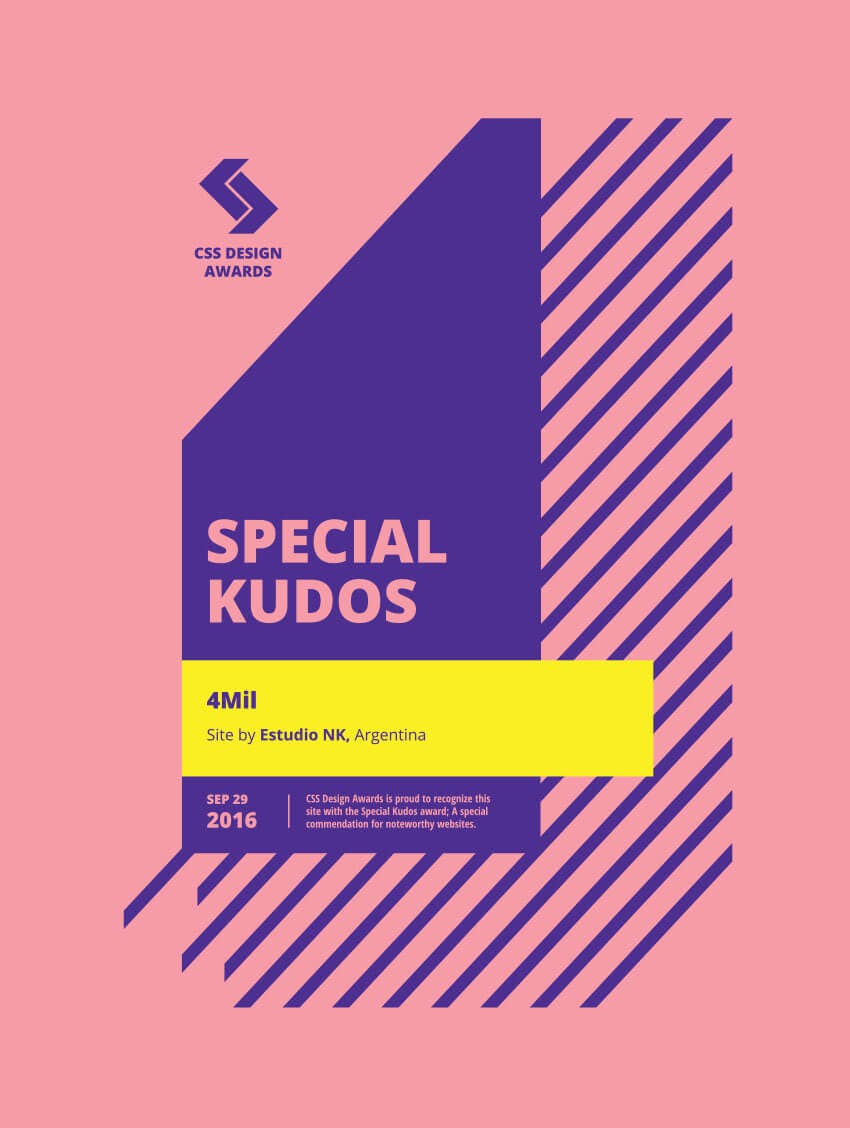 CSS DESIGN
AWARDS
SPECIAL
KUDOS
4Mil
Site by Estudio NK, Argentina
SEP 29
2016
CSS Design Awards is proud to recognize this
site with the Special Kudos award; A special
commendation for noteworthy websites.